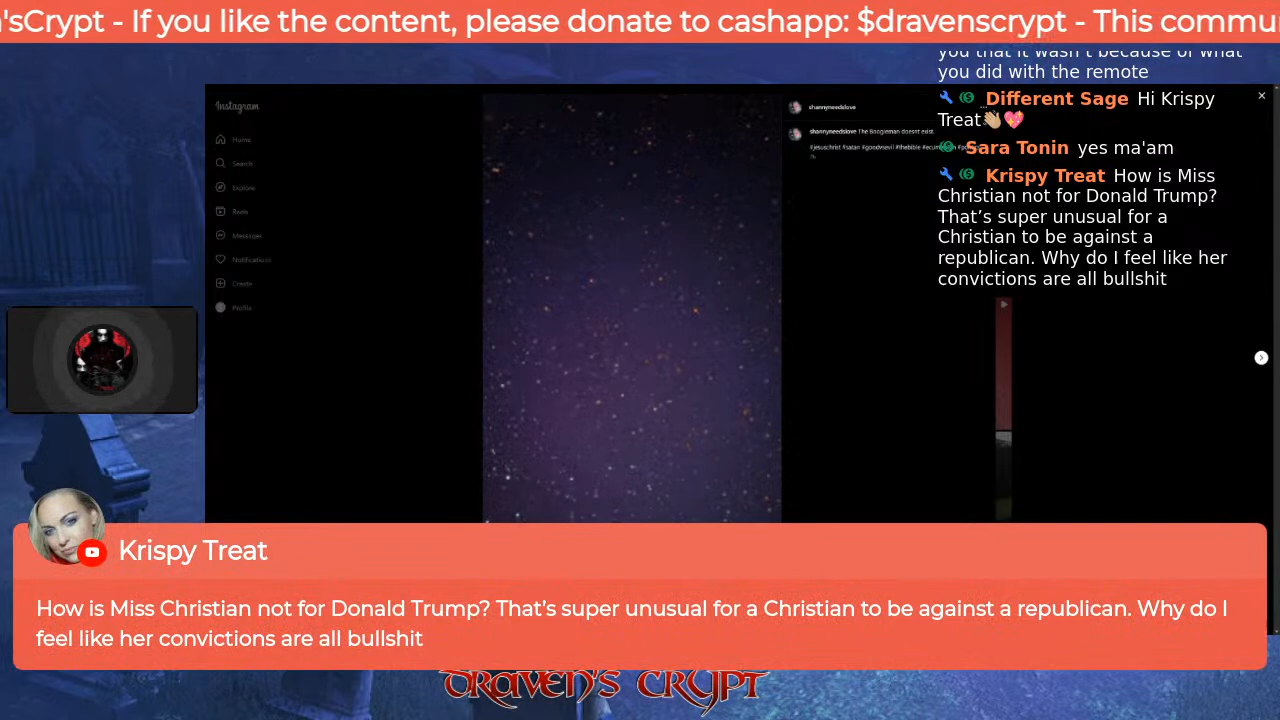 'sCrypt - If you like the content, please donate to cashapp: $dravenscrypt - This commu
you that it wasn't because of what
you did with the remote
Different Sage Hi Krispy
Treat👋🏼💖
Sara Tonin yes ma'am
Krispy Treat How is Miss
Christian not for Donald Trump?
That's super unusual for a
Christian to be against a
republican. Why do I feel like her
convictions are all bullshit
Instagram
Home
Search
Explore
Reels
Messages
Notifications
Create
Profile
shannyneedslove
shannyneedslove The Boogieman doesnt exist.
#jesuschrist #satan #goodvsevil #thebible
Krispy Treat
How is Miss Christian not for Donald Trump? That's super unusual for a Christian to be against a republican. Why do I
feel like her convictions are all bullshit
DRAVEN'S CRYPT